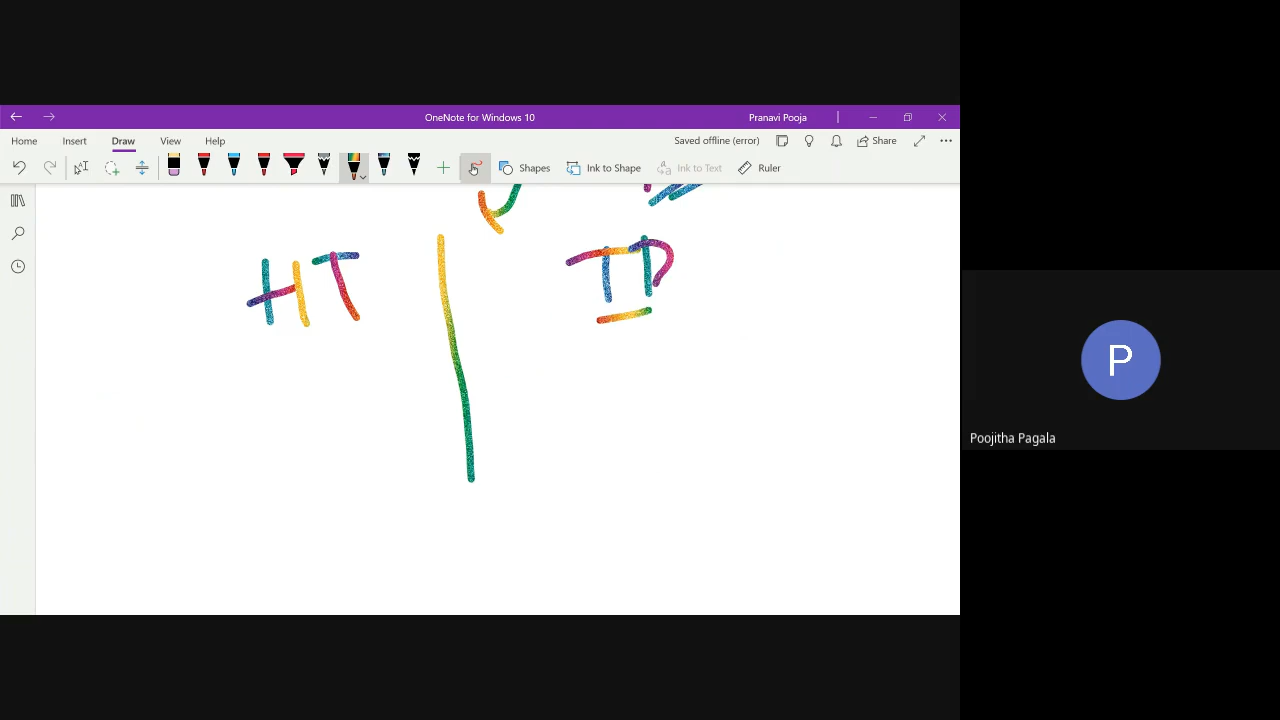 OneNote for Windows 10
Pranavi Pooja
Home Insert Draw View Help
Saved offline (error)
Share
Shapes
Ink to Shape
Ink to Text
Ruler
HT
TP
P
Poojitha Pagala